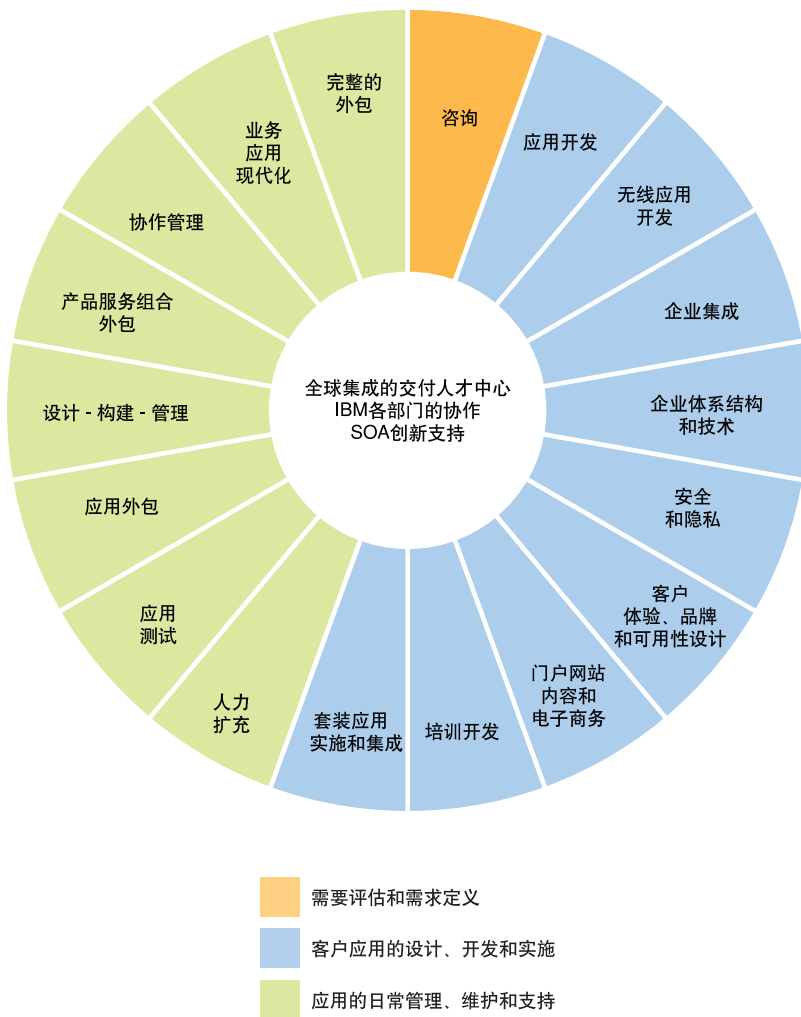 咨询
应用开发
无线应用
开发
企业集成
企业体系结构
和技术
安全
和隐私
客户
体验、品牌
和可用性设计
门户网站
内容和
电子商务
培训开发
套装应用
实施和集成
人力
扩充
应用
测试
应用外包
设计 - 构建 - 管理
产品服务组合
外包
协作管理
业务
应用
现代化
完整的
外包
全球集成的交付人才中心
IBM各部门的协作
SOA创新支持
需要评估和需求定义
客户应用的设计、开发和实施
应用的日常管理、维护和支持